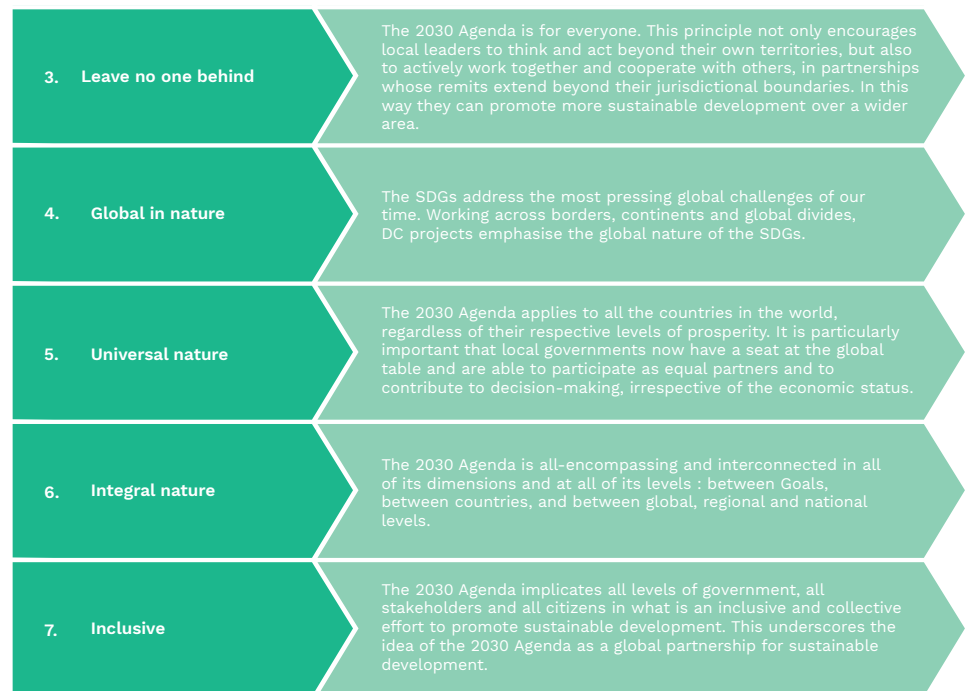 3. Leave no one behind
The 2030 Agenda is for everyone. This principle not only encourages
local leaders to think and act beyond their own territories, but also
to actively work together and cooperate with others, in partnerships
whose remits extend beyond their jurisdictional boundaries. In this
way they can promote more sustainable development over a wider
area.
4. Global in nature
The SDGs address the most pressing global challenges of our
time. Working across borders, continents and global divides,
DC projects emphasise the global nature of the SDGs.
5. Universal nature
The 2030 Agenda applies to all the countries in the world,
regardless of their respective levels of prosperity. It is particularly
important that local governments now have a seat at the global
table and are able to participate as equal partners and to
contribute to decision-making, irrespective of the economic status.
6. Integral nature
The 2030 Agenda is all-encompassing and interconnected in all
of its dimensions and at all of its levels : between Goals,
between countries, and between global, regional and national
levels.
7. Inclusive
The 2030 Agenda implicates all levels of government, all
stakeholders and all citizens in what is an inclusive and collective
effort to promote sustainable development. This underscores the
idea of the 2030 Agenda as a global partnership for sustainable
development.